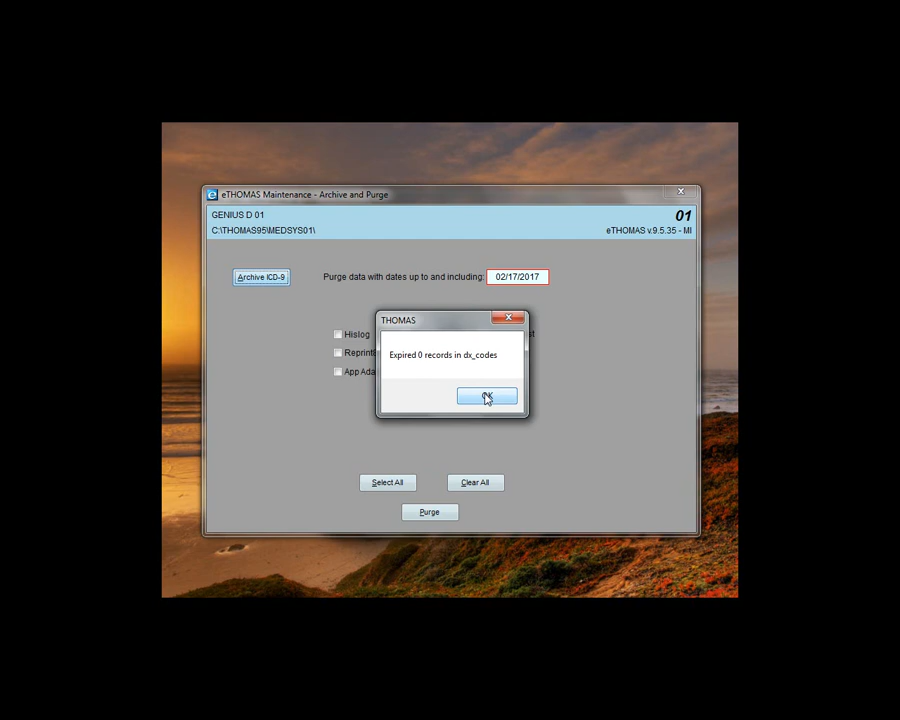 eTHOMAS Maintenance - Archive and Purge
GENIUS D 01
01
C:\THOMAS95\MEDSYS01\
eTHOMAS v.9.5.35 - MI
Archive ICD-9
Purge data with dates up to and including: 02/17/2017
THOMAS
Expired 0 records in dx_codes
OK
Hislog
App Ada
Select All
Clear All
Purge